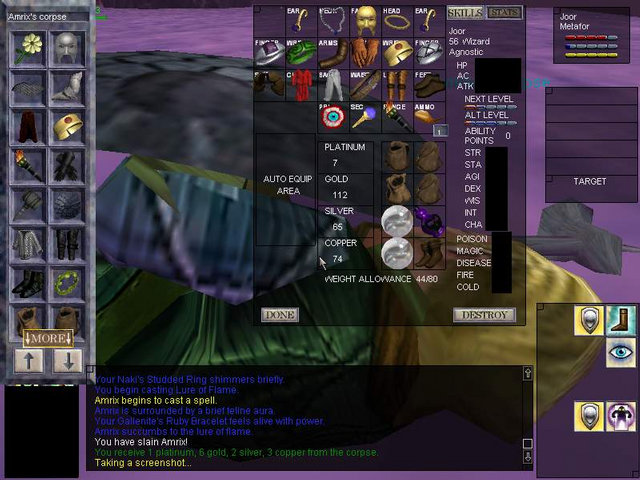 Amrix's corpse
MORE
EAR
NECK
FACE
HEAD
EAR
FINGER
WRIST
ARMS
HANDS
WRIST
FINGER
BACK
WAIST
LEGS
FEET
PRI
SEC
RANGE
AMMO
1
AUTO EQUIP
AREA
PLATINUM
7
GOLD
112
SILVER
65
COPPER
74
WEIGHT ALLOWANCE 44/80
DONE
DESTROY
SKILLS
STATS
Joor
56 Wizard
Agnostic
HP
AC
ATK
NEXT LEVEL
ALT LEVEL
ABILITY
POINTS 0
STR
STA
AGI
DEX
WIS
INT
CHA
POISON
MAGIC
DISEASE
FIRE
COLD
Joor
Metafor
TARGET
Your Naki's Studded Ring shimmers briefly.
You begin casting Lure of Flame.
Amrix begins to cast a spell.
Amrix is surrounded by a brief feline aura.
Your Gallenite's Ruby Bracelet feels alive with power.
Amrix succumbs to the lure of flame.
You have slain Amrix!
You receive 1 platinum, 6 gold, 2 silver, 3 copper from the corpse.
Taking a screenshot...